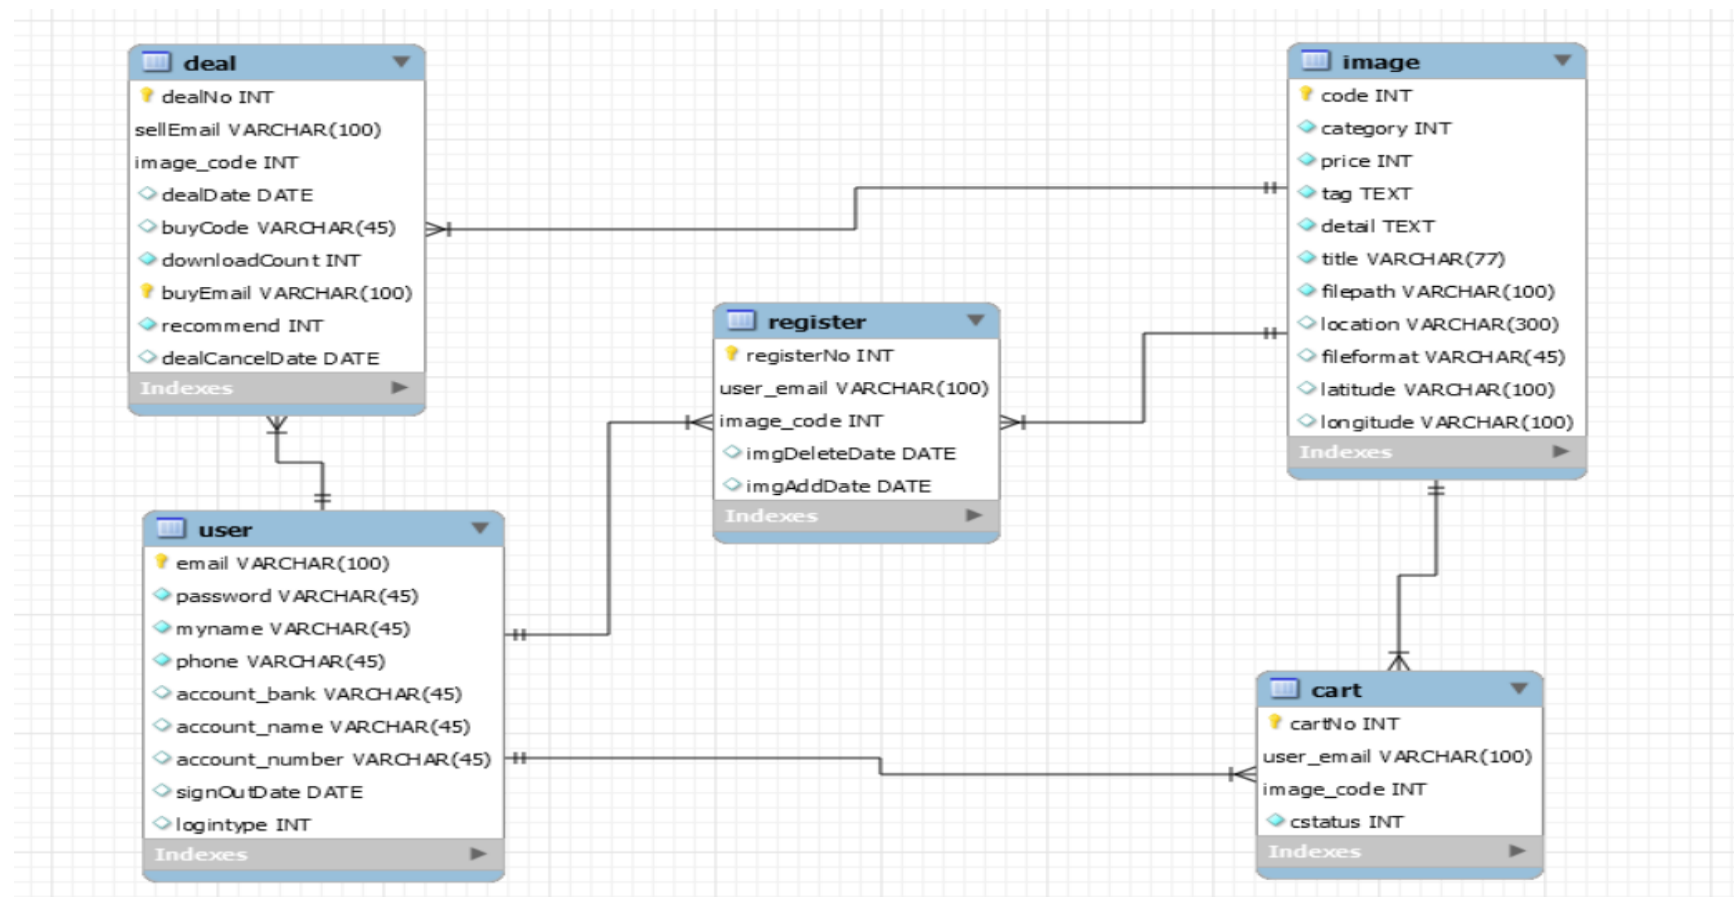 deal
dealNo INT
sellEmail VARCHAR(100)
image_code INT
dealDate DATE
buyCode VARCHAR(45)
downloadCount INT
buyEmail VARCHAR(100)
recommend INT
dealCancelDate DATE
Indexes
image
code INT
category INT
price INT
tag TEXT
detail TEXT
title VARCHAR(77)
filepath VARCHAR(100)
location VARCHAR(300)
fileformat VARCHAR(45)
latitude VARCHAR(100)
longitude VARCHAR(100)
Indexes
register
registerNo INT
user_email VARCHAR(100)
image_code INT
imgDeleteDate DATE
imgAddDate DATE
Indexes
user
email VARCHAR(100)
password VARCHAR(45)
myname VARCHAR(45)
phone VARCHAR(45)
account_bank VARCHAR(45)
account_name VARCHAR(45)
account_number VARCHAR(45)
signOutDate DATE
logintype INT
Indexes
cart
cartNo INT
user_email VARCHAR(100)
image_code INT
cstatus INT
Indexes